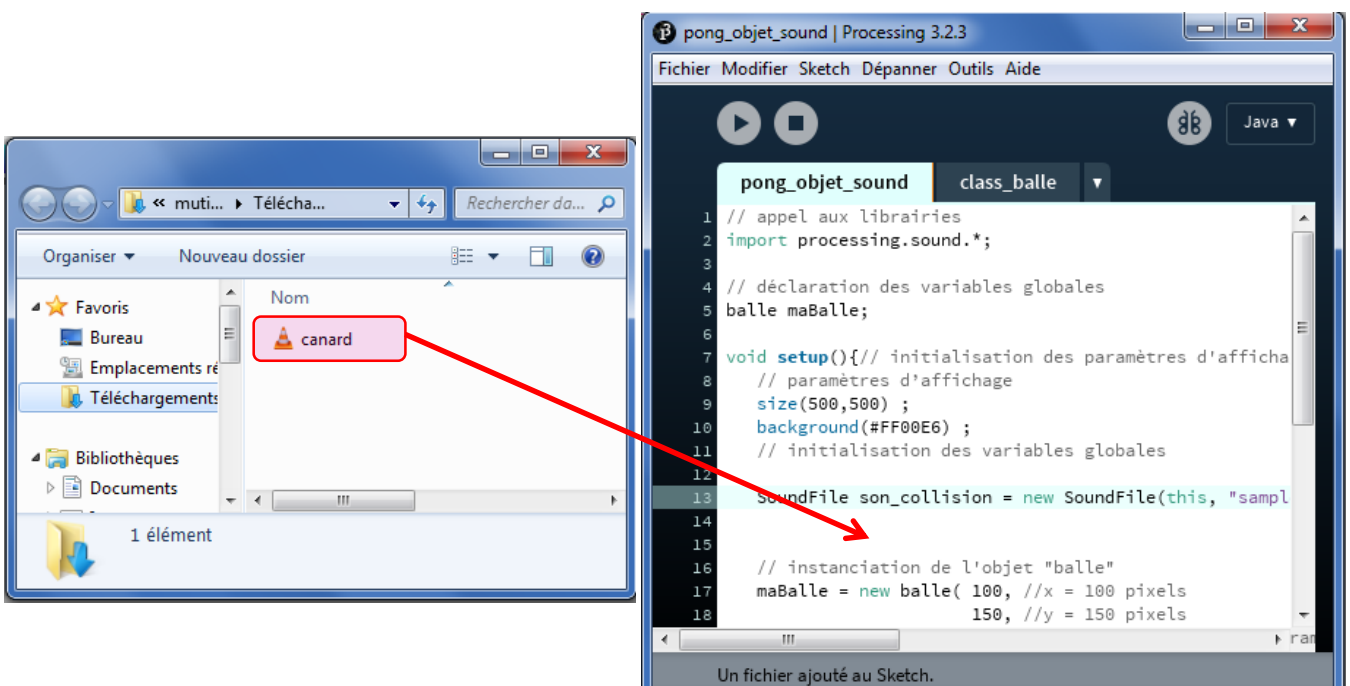 « muti... ▸ Télécha...
Rechercher da...
Organiser ▾ Nouveau dossier
Favoris
Bureau
Emplacements ré
Téléchargements
Bibliothèques
Documents
Nom
canard
1 élément
pong_objet_sound | Processing 3.2.3
Fichier Modifier Sketch Dépanner Outils Aide
Java ▾
pong_objet_sound class_balle ▾
1 // appel aux librairies
2 import processing.sound.*;
3
4 // déclaration des variables globales
5 balle maBalle;
6
7 void setup(){// initialisation des paramètres d'afficha
8 // paramètres d’affichage
9 size(500,500) ;
10 background(#FF00E6) ;
11 // initialisation des variables globales
12
13 SoundFile son_collision = new SoundFile(this, "sampl
14
15
16 // instanciation de l'objet "balle"
17 maBalle = new balle( 100, //x = 100 pixels
18 150, //y = 150 pixels
ran
Un fichier ajouté au Sketch.